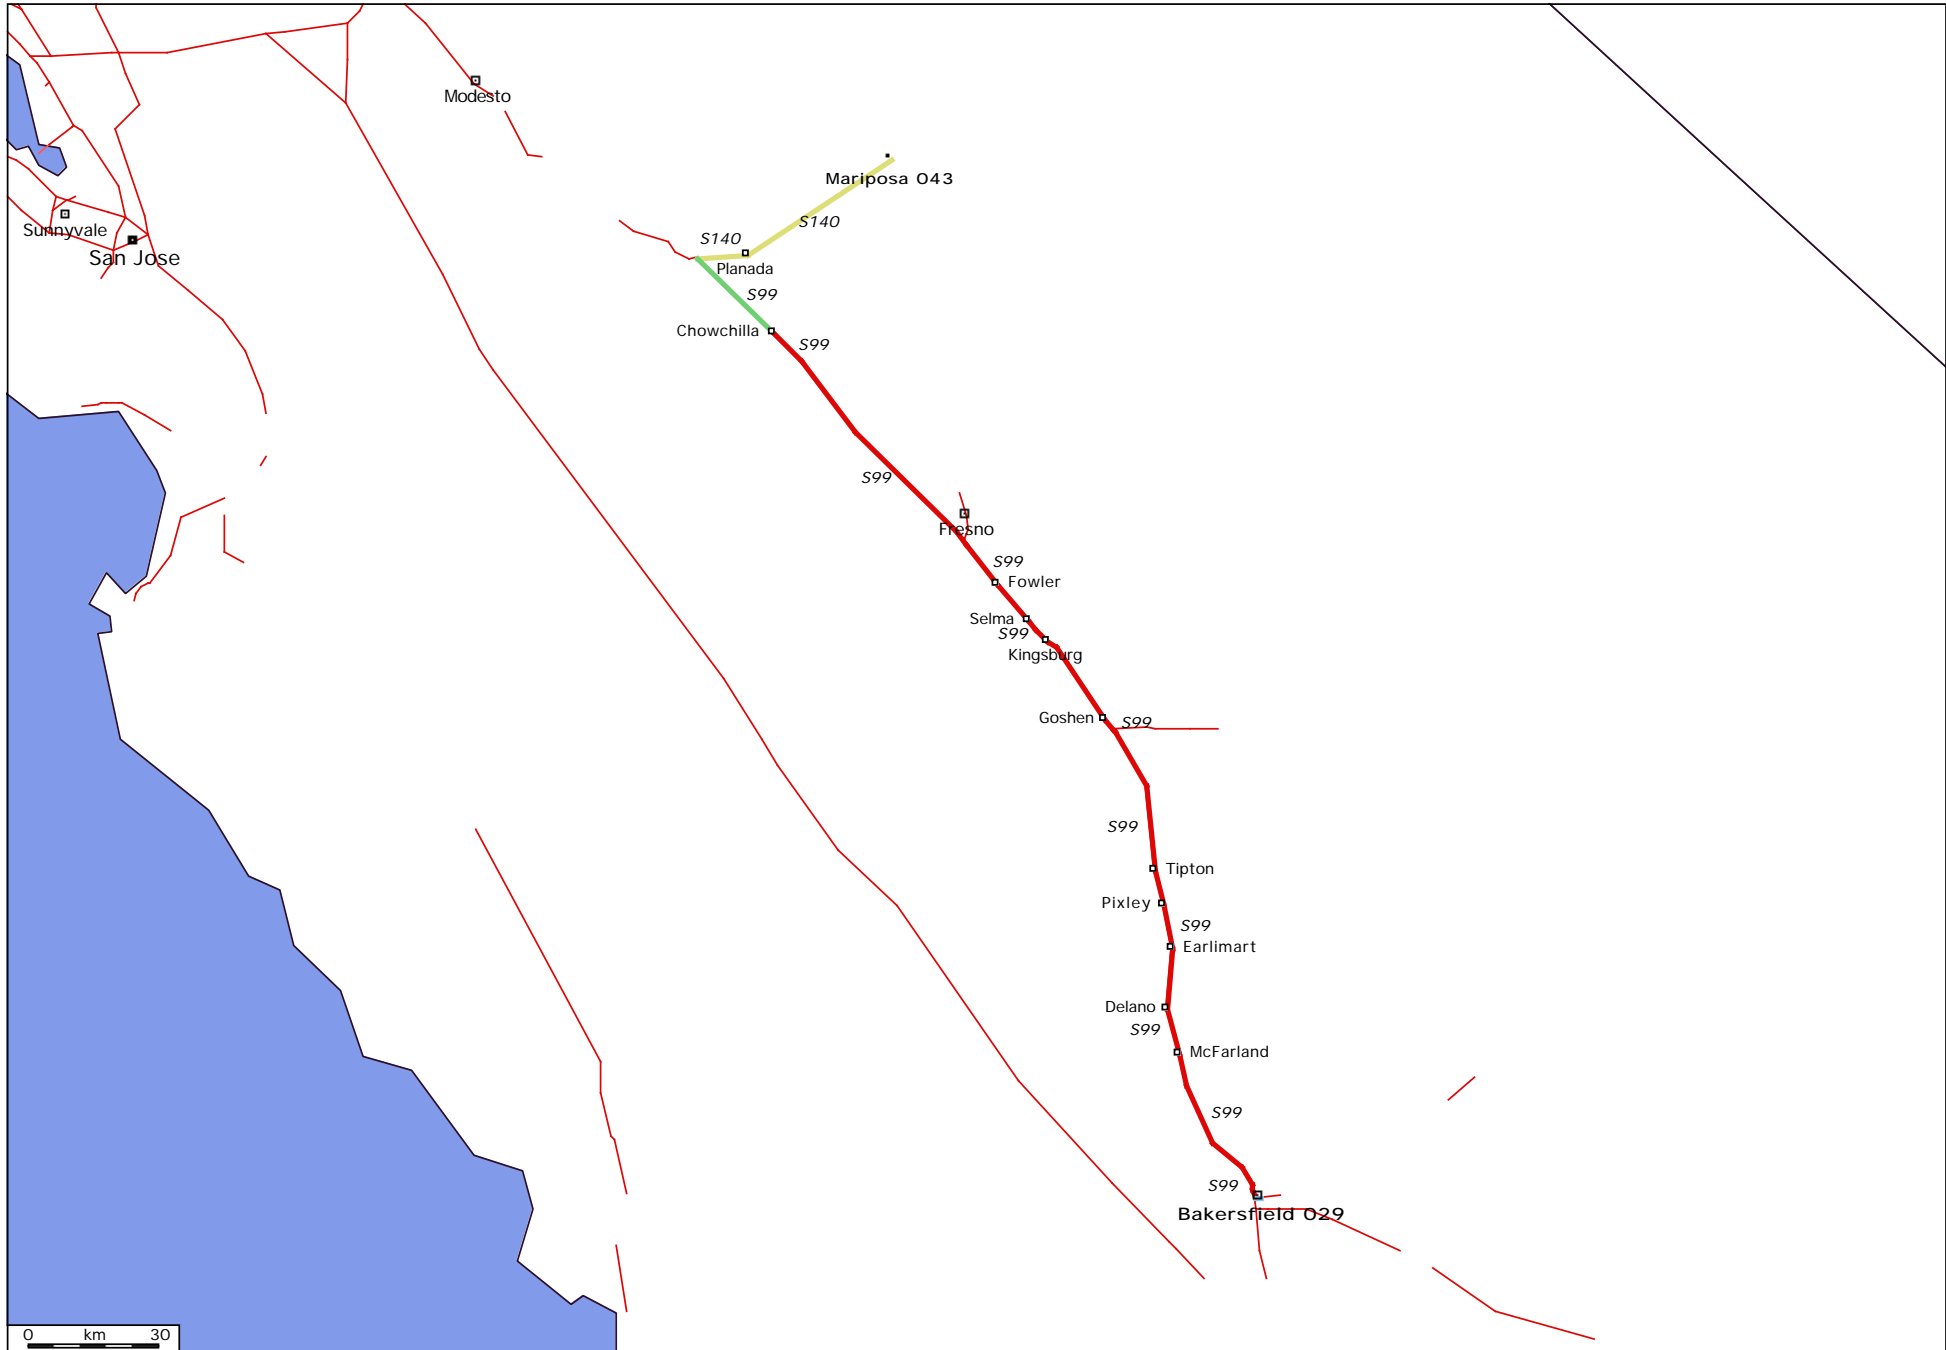 Modesto
Mariposa 043
S140
Sunnyvale
S140
San Jose
Planada
S99
Chowchilla
S99
S99
Fresno
S99
Fowler
Selma
S99
Kingsburg
Goshen
S99
S99
Tipton
Pixley
S99
Earlimart
Delano
S99
McFarland
S99
S99
Bakersfield 029
0 km 30